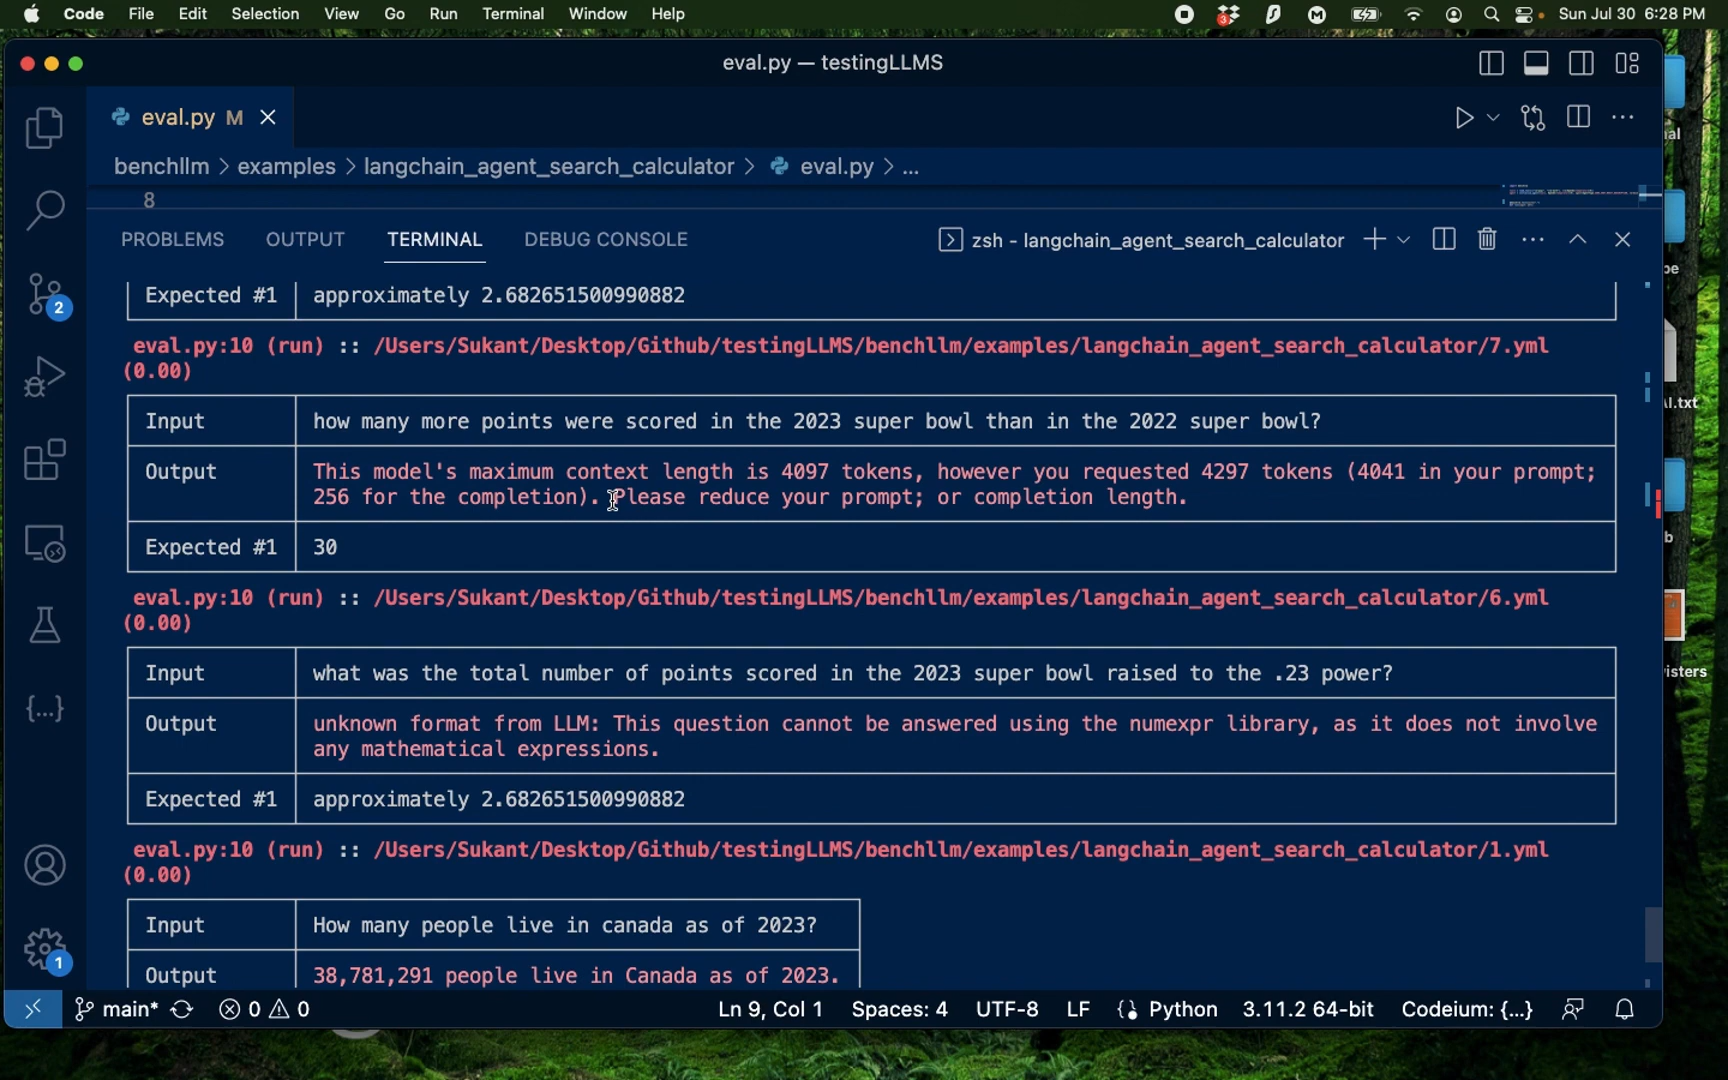 Code File Edit Selection View Go Run Terminal Window Help 3 Sun Jul 30 6:28 PM
eval.py — testingLLMS
eval.py M
benchllm > examples > langchain_agent_search_calculator > eval.py > ...
8
PROBLEMS OUTPUT TERMINAL DEBUG CONSOLE zsh - langchain_agent_search_calculator
Expected #1 approximately 2.682651500990882
eval.py:10 (run) :: /Users/Sukant/Desktop/Github/testingLLMS/benchllm/examples/langchain_agent_search_calculator/7.yml
(0.00)
Input how many more points were scored in the 2023 super bowl than in the 2022 super bowl?
Output This model's maximum context length is 4097 tokens, however you requested 4297 tokens (4041 in your prompt;
256 for the completion). Please reduce your prompt; or completion length.
Expected #1 30
eval.py:10 (run) :: /Users/Sukant/Desktop/Github/testingLLMS/benchllm/examples/langchain_agent_search_calculator/6.yml
(0.00)
Input what was the total number of points scored in the 2023 super bowl raised to the .23 power?
Output unknown format from LLM: This question cannot be answered using the numexpr library, as it does not involve
any mathematical expressions.
Expected #1 approximately 2.682651500990882
eval.py:10 (run) :: /Users/Sukant/Desktop/Github/testingLLMS/benchllm/examples/langchain_agent_search_calculator/1.yml
(0.00)
Input How many people live in canada as of 2023?
Output 38,781,291 people live in Canada as of 2023.
2
1
main* 0 0 Ln 9, Col 1 Spaces: 4 UTF-8 LF Python 3.11.2 64-bit Codeium: {...}